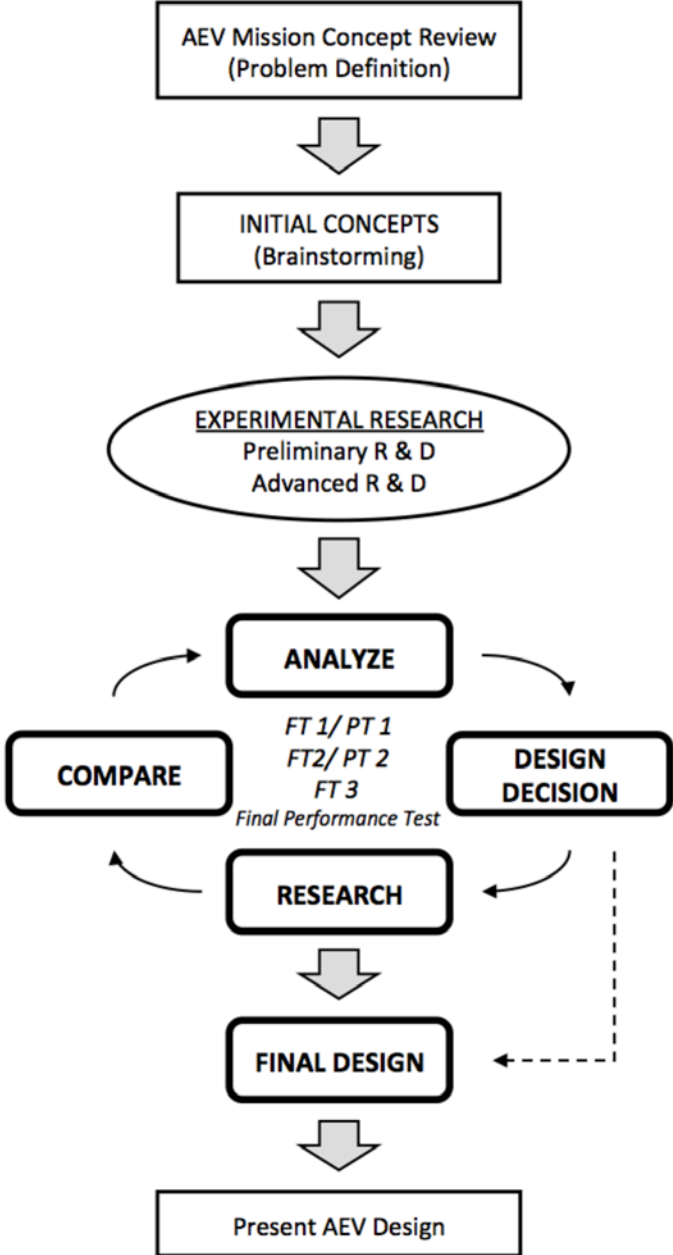 AEV Mission Concept Review
(Problem Definition)
INITIAL CONCEPTS
(Brainstorming)
EXPERIMENTAL RESEARCH
Preliminary R & D
Advanced R & D
ANALYZE
FT 1/ PT 1
FT2/ PT 2
FT 3
Final Performance Test
COMPARE
DESIGN
DECISION
RESEARCH
FINAL DESIGN
Present AEV Design